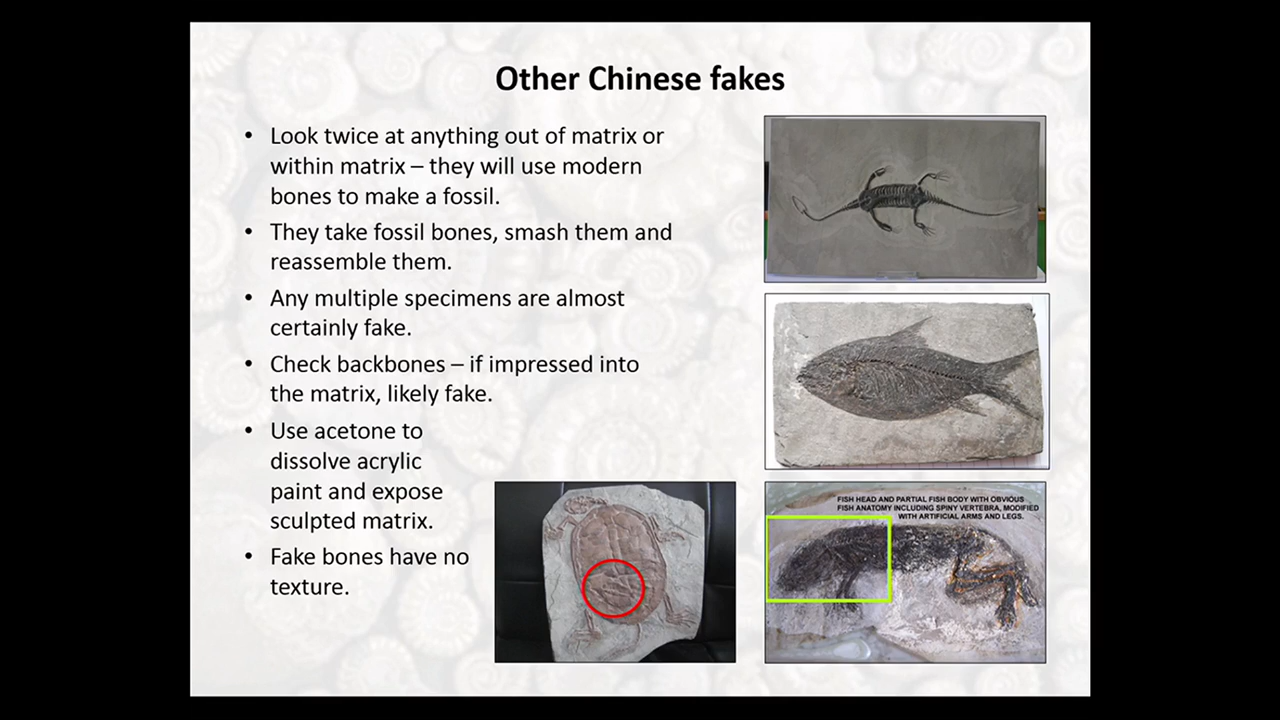 Other Chinese fakes
• Look twice at anything out of matrix or
within matrix – they will use modern
bones to make a fossil.
• They take fossil bones, smash them and
reassemble them.
• Any multiple specimens are almost
certainly fake.
• Check backbones – if impressed into
the matrix, likely fake.
• Use acetone to
dissolve acrylic
paint and expose
sculpted matrix.
• Fake bones have no
texture.
FISH HEAD AND PARTIAL FISH BODY WITH OBVIOUS
FISH ANATOMY INCLUDING SPINY VERTEBRA, MODIFIED
WITH ARTIFICIAL ARMS AND LEGS.